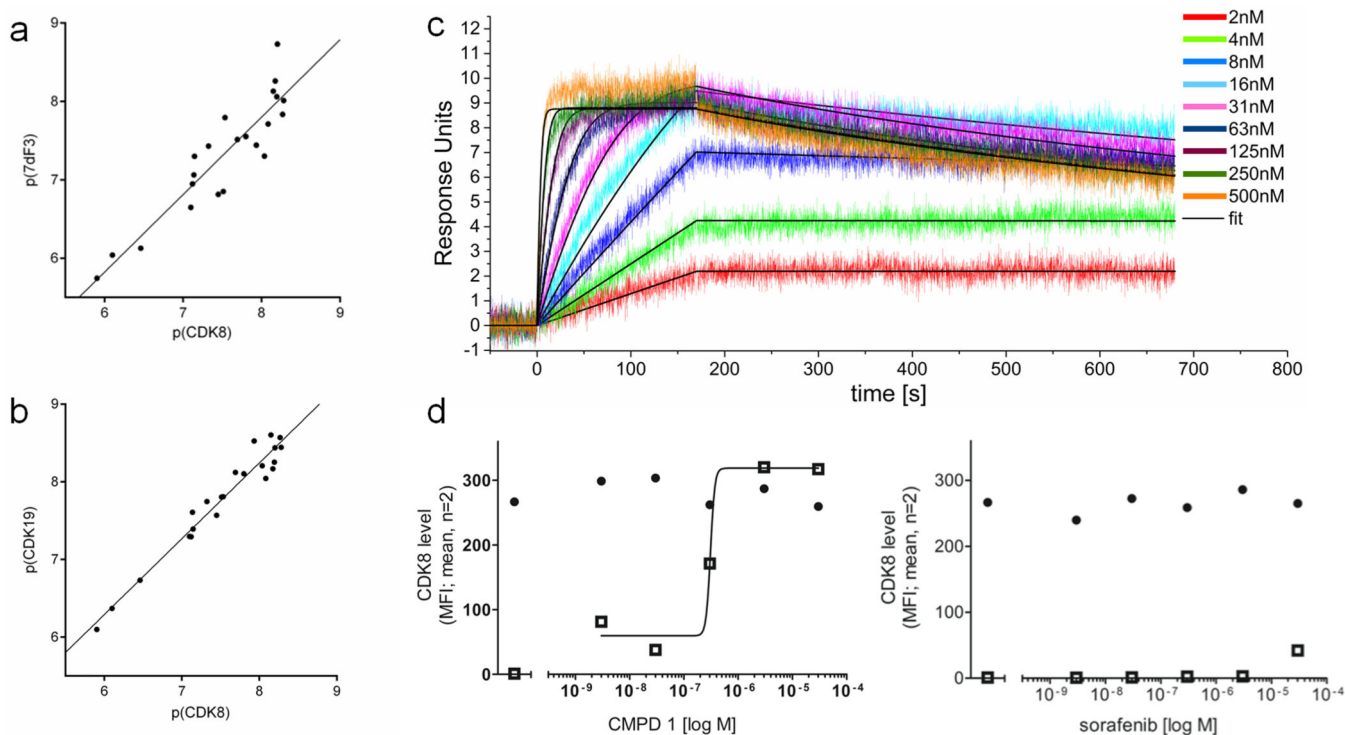 a
9
8
7
6
p(7dF3)
6 7 8 9
p(CDK8)
b
9
8
7
6
p(CDK19)
6 7 8 9
p(CDK8)
c
12
11
10
9
8
7
6
5
4
3
2
1
0
-1
Response Units
0 100 200 300 400 500 600 700 800
time [s]
2nM
4nM
8nM
16nM
31nM
63nM
125nM
250nM
500nM
fit
d
300
200
100
0
CDK8 level
(MFI; mean, n=2)
10-9 10-8 10-7 10-6 10-5 10-4
CMPD 1 [log M]
300
200
100
0
CDK8 level
(MFI; mean, n=2)
10-9 10-8 10-7 10-6 10-5 10-4
sorafenib [log M]